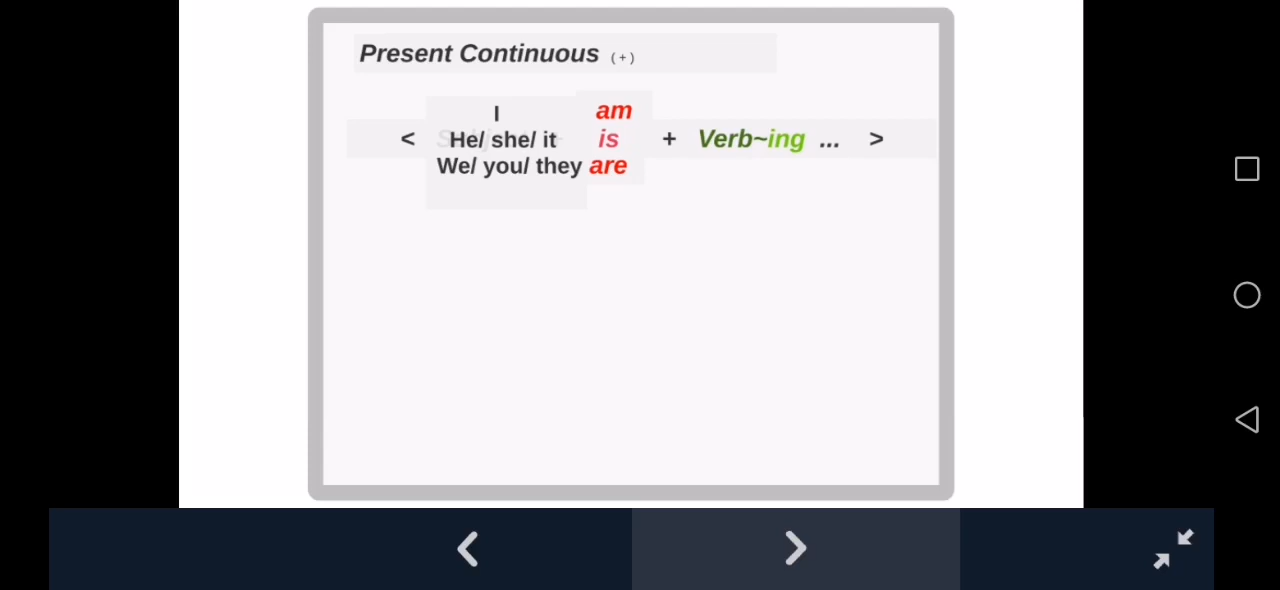 Present Continuous (+)
I am
< He/ she/ it is + Verb~ing ... >
We/ you/ they are